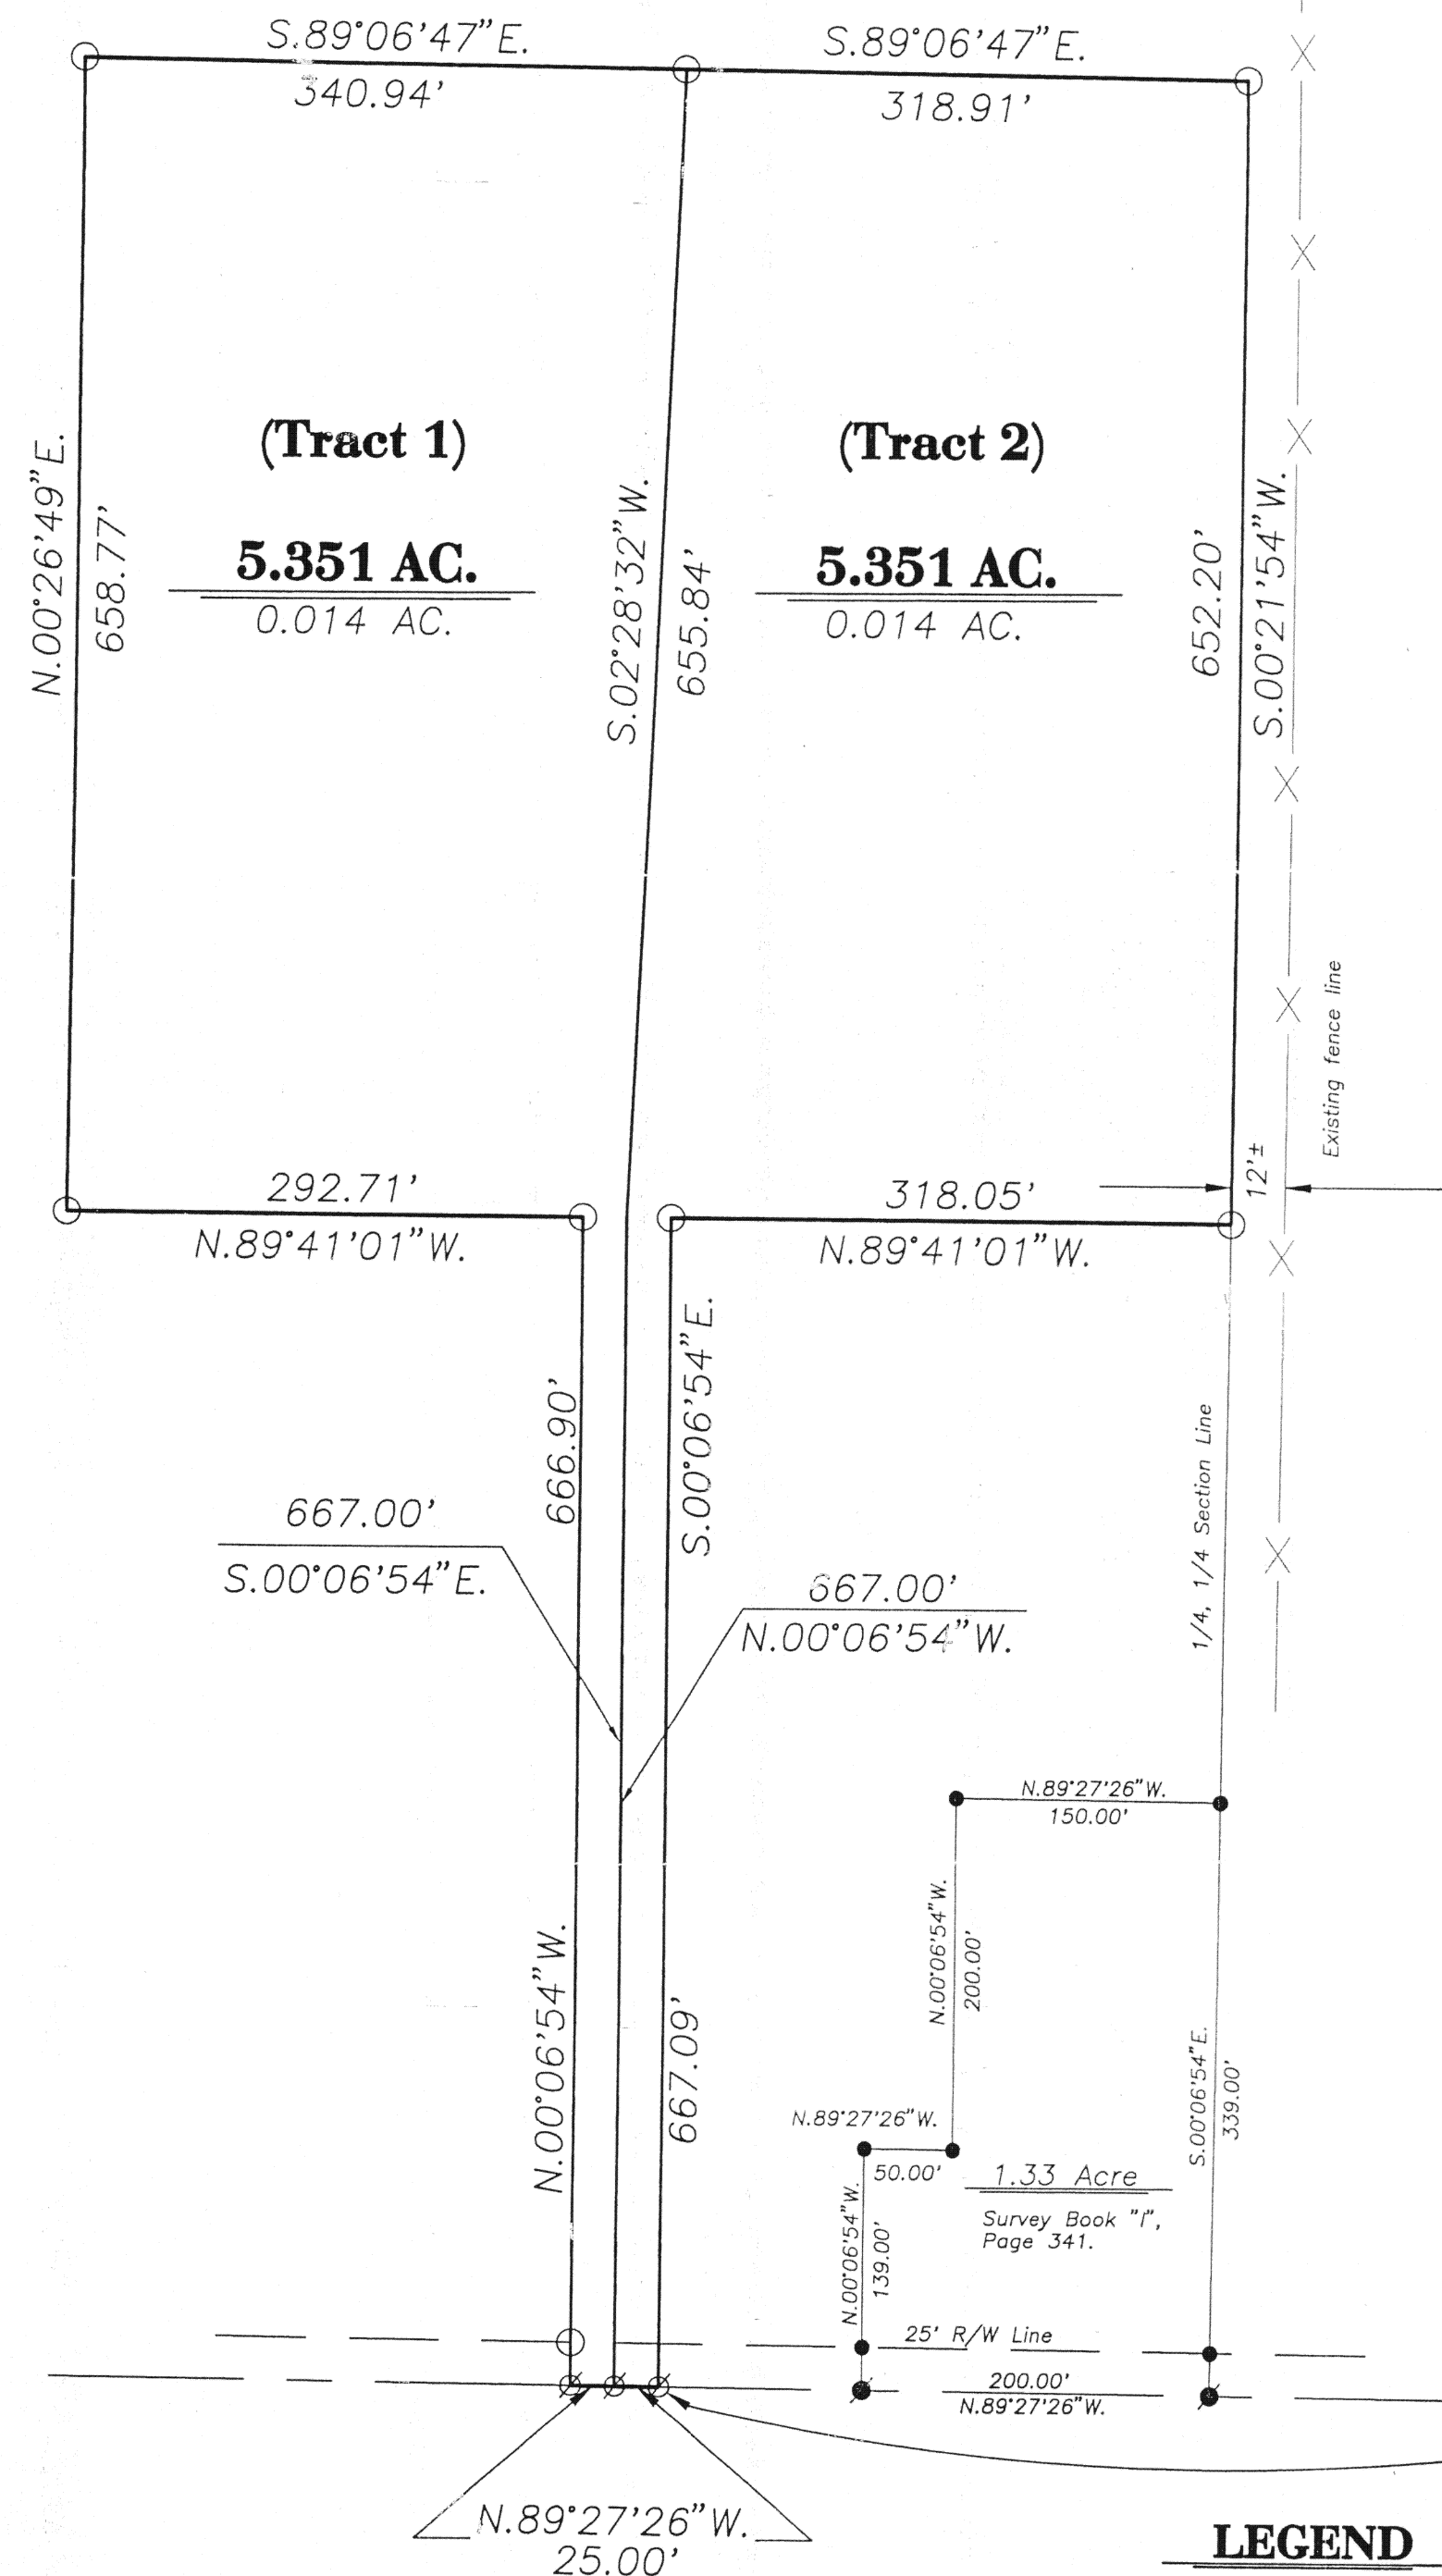 S.89°06'47"E.
340.94'
S.89°06'47"E.
318.91'
N.00°26'49"E.
658.77'
(Tract 1)
5.351 AC.
0.014 AC.
S.02°28'32"W.
655.84'
(Tract 2)
5.351 AC.
0.014 AC.
652.20'
S.00°21'54"W.
Existing fence line
12'±
292.71'
N.89°41'01"W.
318.05'
N.89°41'01"W.
666.90'
N.00°06'54"W.
S.00°06'54"E.
667.09'
667.00'
S.00°06'54"E.
667.00'
N.00°06'54"W.
1/4, 1/4 Section Line
N.89°27'26"W.
150.00'
N.00°06'54"W.
200.00'
S.00°06'54"E.
339.00'
N.89°27'26"W.
50.00'
1.33 Acre
Survey Book "I",
Page 341.
N.00°06'54"W.
139.00'
25' R/W Line
200.00'
N.89°27'26"W.
N.89°27'26"W.
25.00'
LEGEND